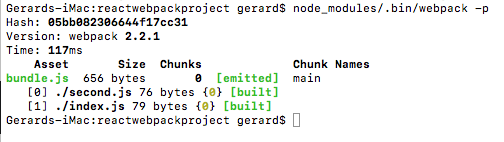 Gerards-iMac:reactwebpackproject gerard$ node_modules/.bin/webpack -p
Hash: 05bb082306644f17cc31
Version: webpack 2.2.1
Time: 117ms
    Asset       Size  Chunks             Chunk Names
bundle.js  656 bytes       0  [emitted]  main
   [0] ./second.js 76 bytes {0} [built]
   [1] ./index.js 79 bytes {0} [built]
Gerards-iMac:reactwebpackproject gerard$